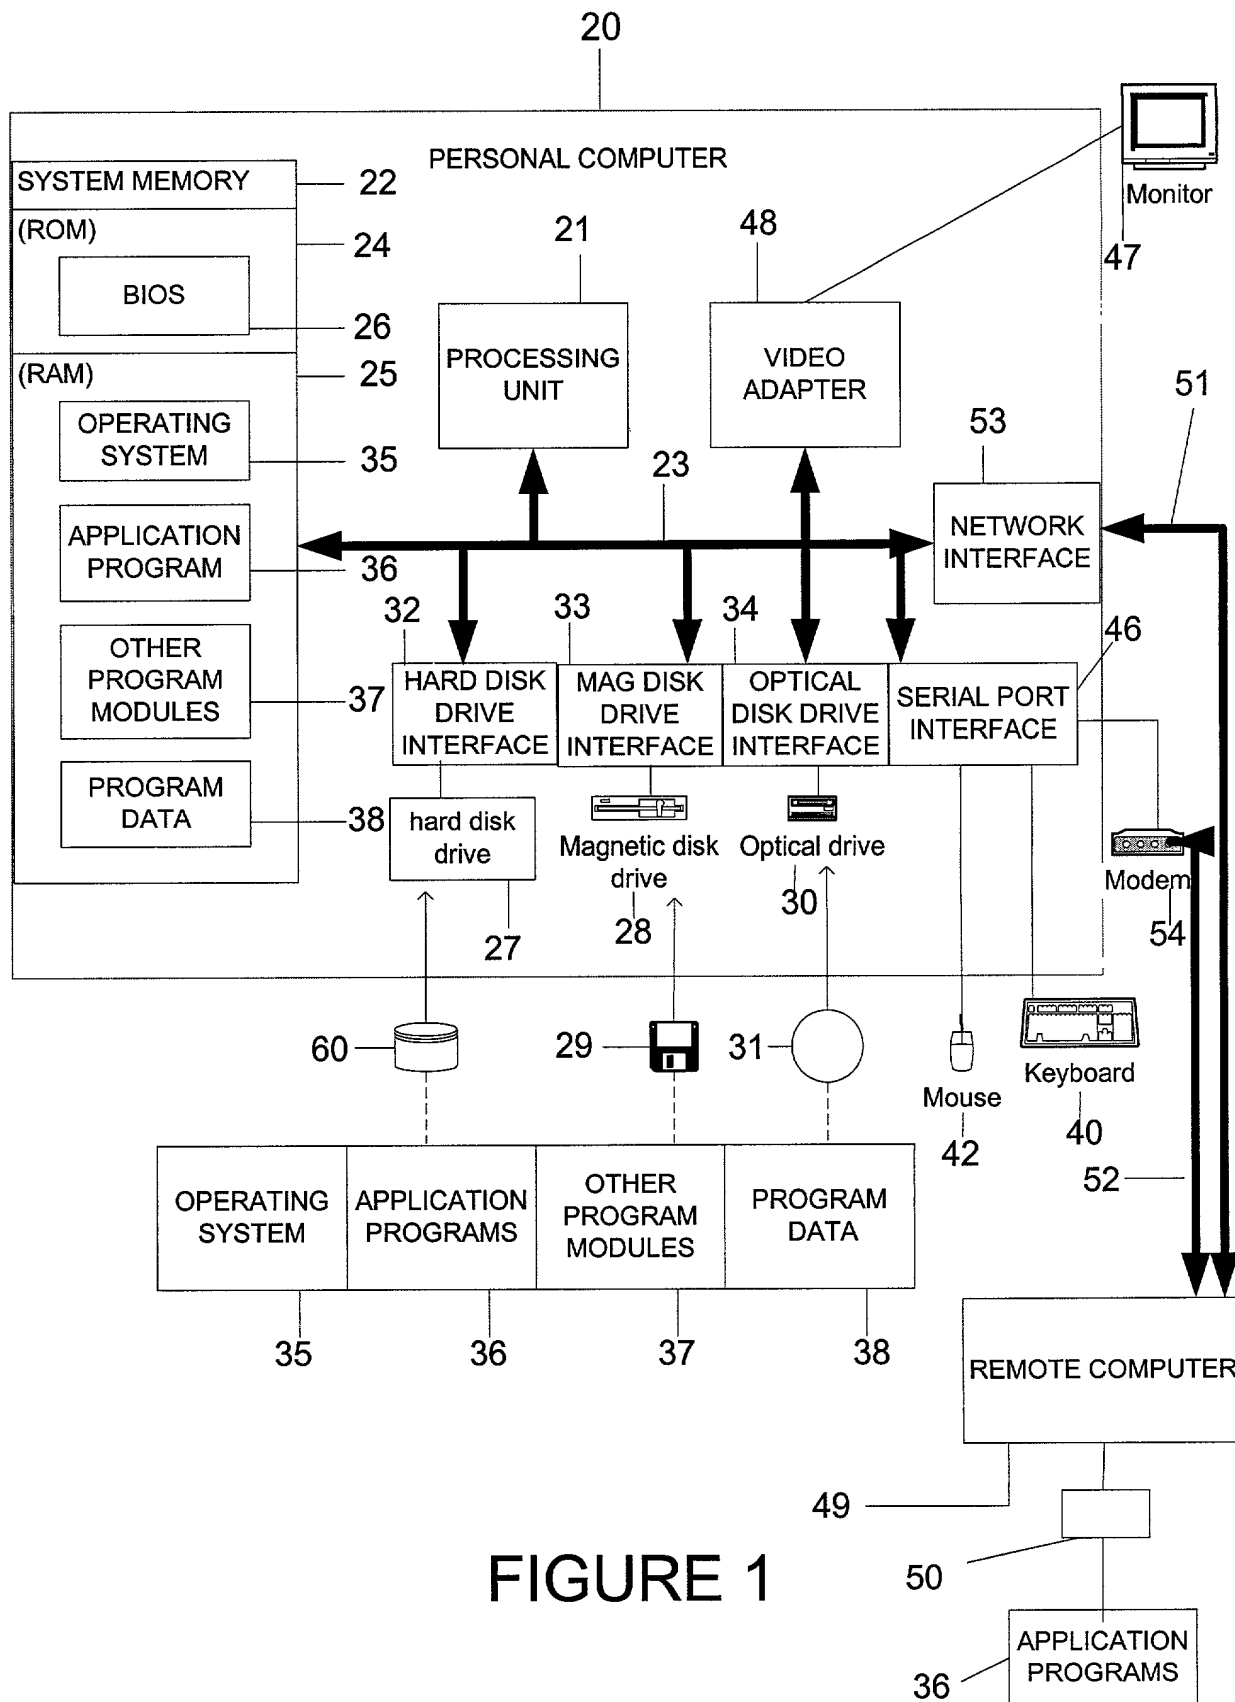 20
PERSONAL COMPUTER
SYSTEM MEMORY
22
(ROM)
24
BIOS
26
(RAM)
25
OPERATING
SYSTEM
35
APPLICATION
PROGRAM
36
OTHER
PROGRAM
MODULES
37
PROGRAM
DATA
38
21
PROCESSING
UNIT
48
VIDEO
ADAPTER
Monitor
47
23
53
NETWORK
INTERFACE
51
32
HARD DISK
DRIVE
INTERFACE
33
MAG DISK
DRIVE
INTERFACE
34
OPTICAL
DISK DRIVE
INTERFACE
46
SERIAL PORT
INTERFACE
hard disk
drive
27
Magnetic disk
drive
28
Optical drive
30
Modem
54
60
29
31
Mouse
42
Keyboard
40
52
OPERATING
SYSTEM
APPLICATION
PROGRAMS
OTHER
PROGRAM
MODULES
PROGRAM
DATA
35
36
37
38
REMOTE COMPUTER
49
50
FIGURE 1
APPLICATION
PROGRAMS
36